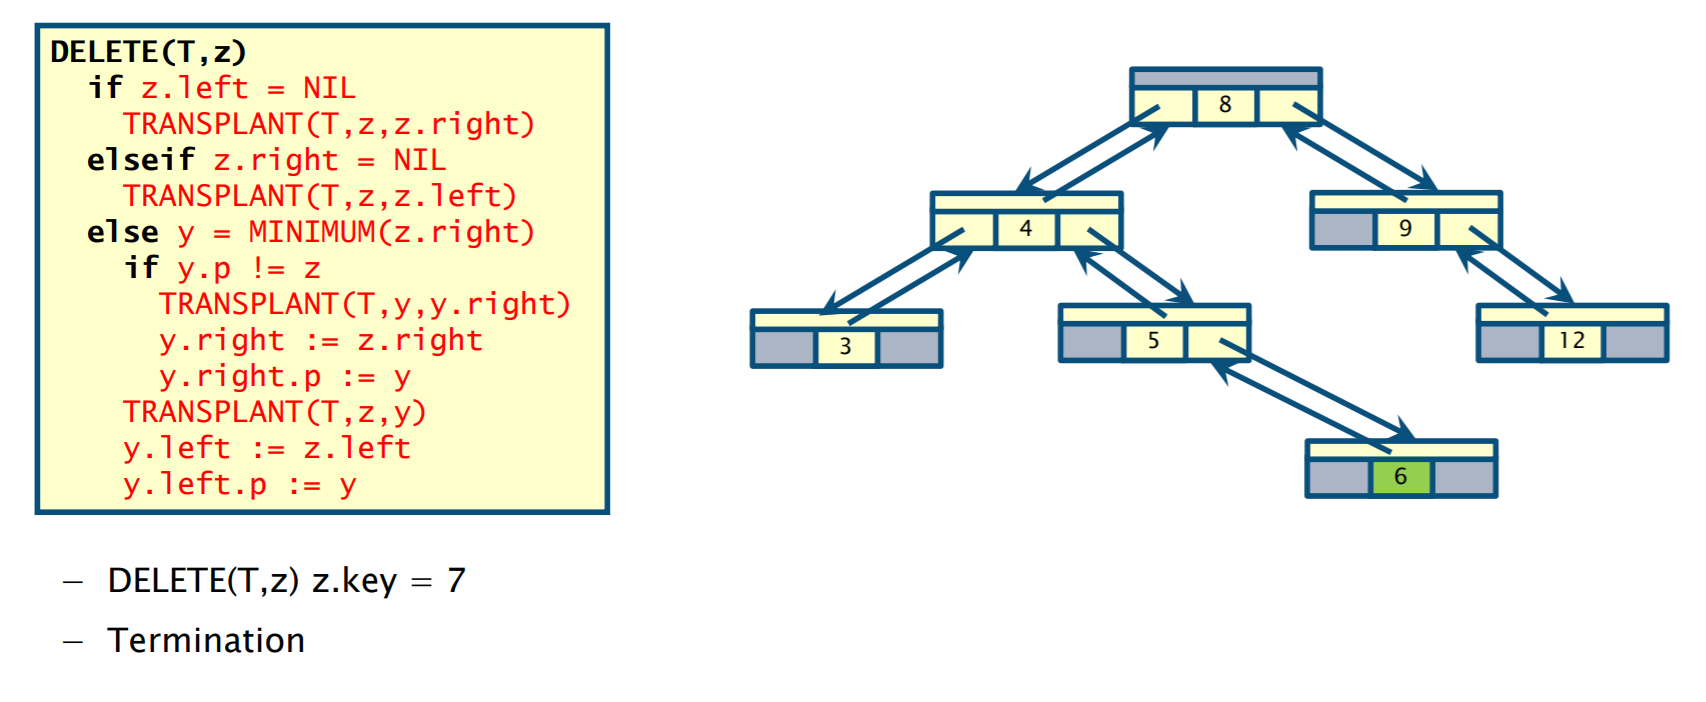 DELETE(T,z)
if z.left = NIL
TRANSPLANT(T,z,z.right)
elseif z.right = NIL
TRANSPLANT(T,z,z.left)
else y = MINIMUM(z.right)
if y.p != z
TRANSPLANT(T,y,y.right)
y.right := z.right
y.right.p := y
TRANSPLANT(T,z,y)
y.left := z.left
y.left.p := y
– DELETE(T,z) z.key = 7
– Termination
8
4
9
3
5
12
6